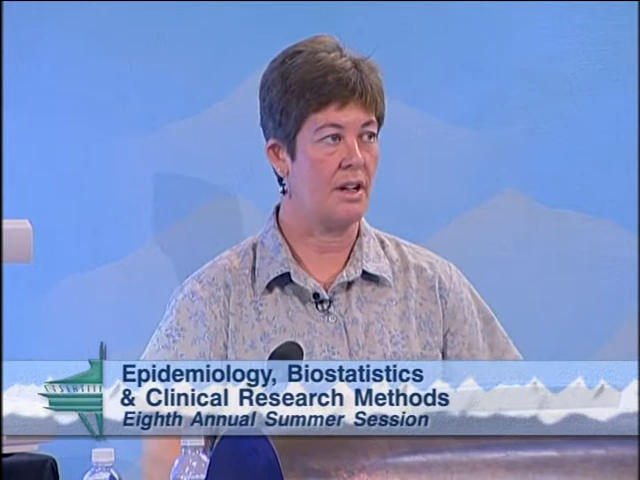 Epidemiology, Biostatistics
& Clinical Research Methods
Eighth Annual Summer Session